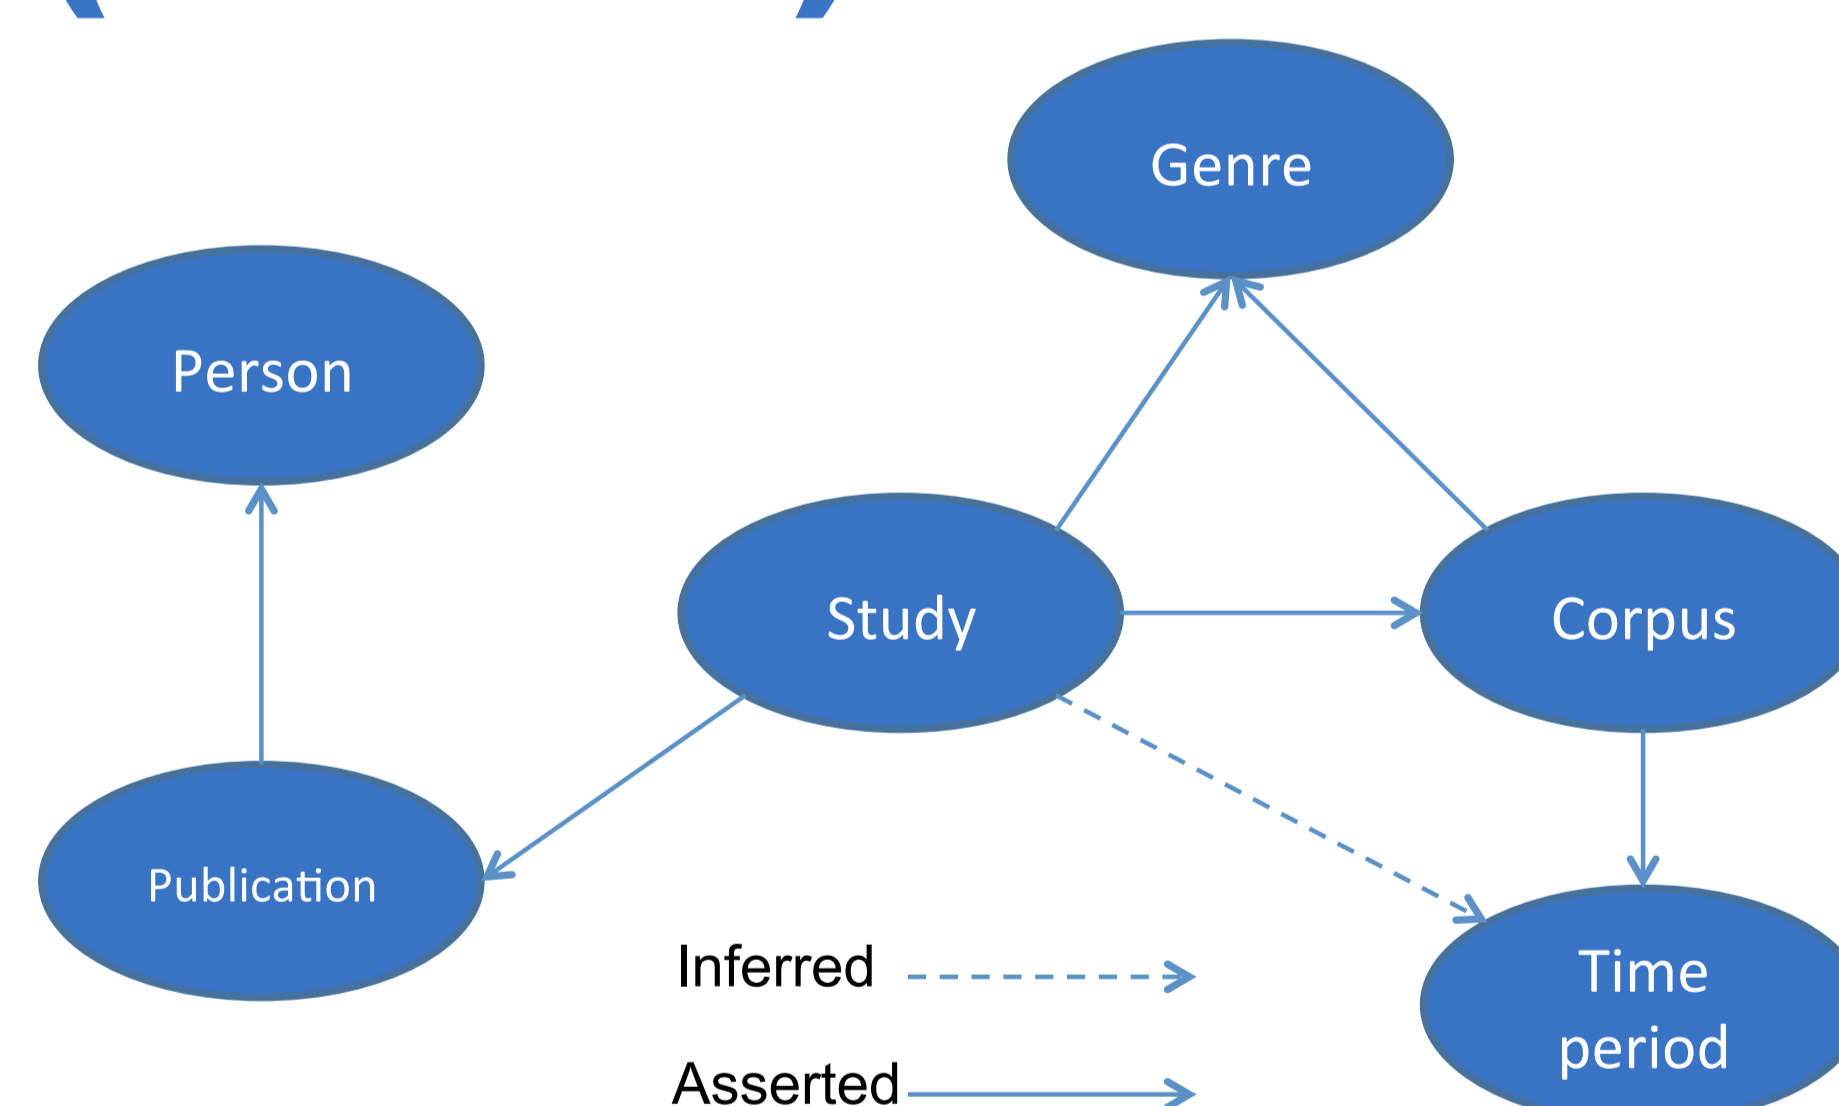 Genre
Person
Study
Corpus
Publication
Inferred
Time
period
Asserted